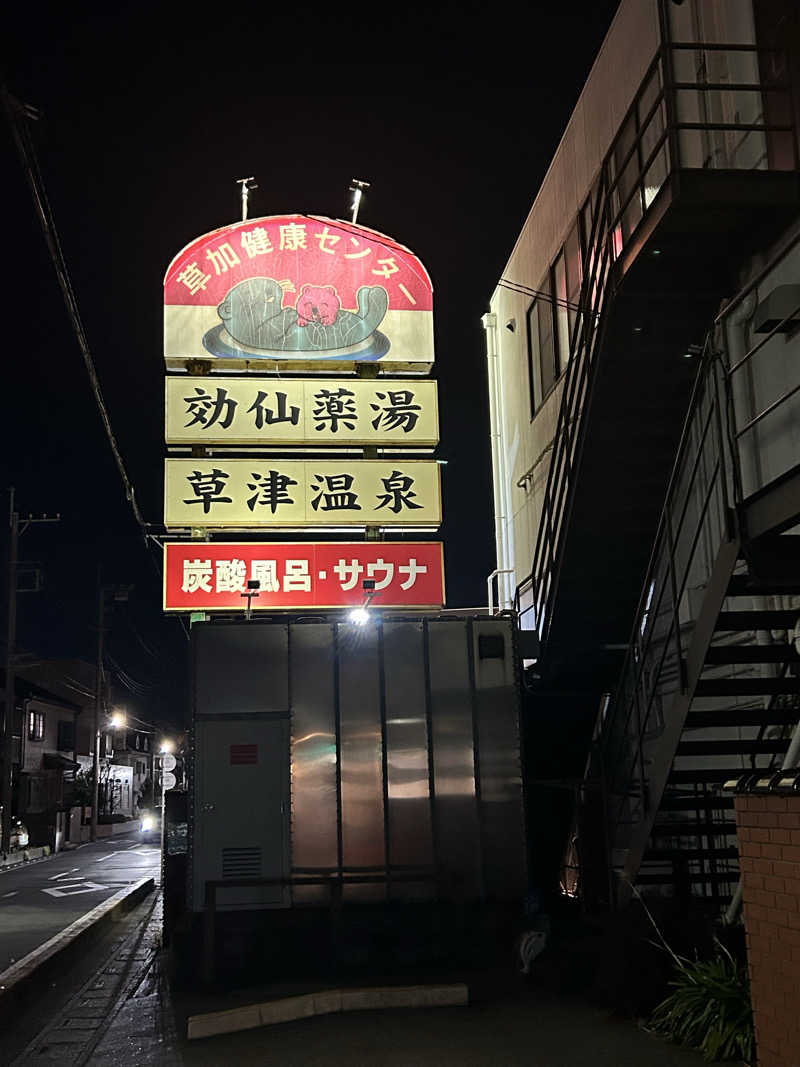 草加健康センター
効仙薬湯
草津温泉
炭酸風呂・サウナ